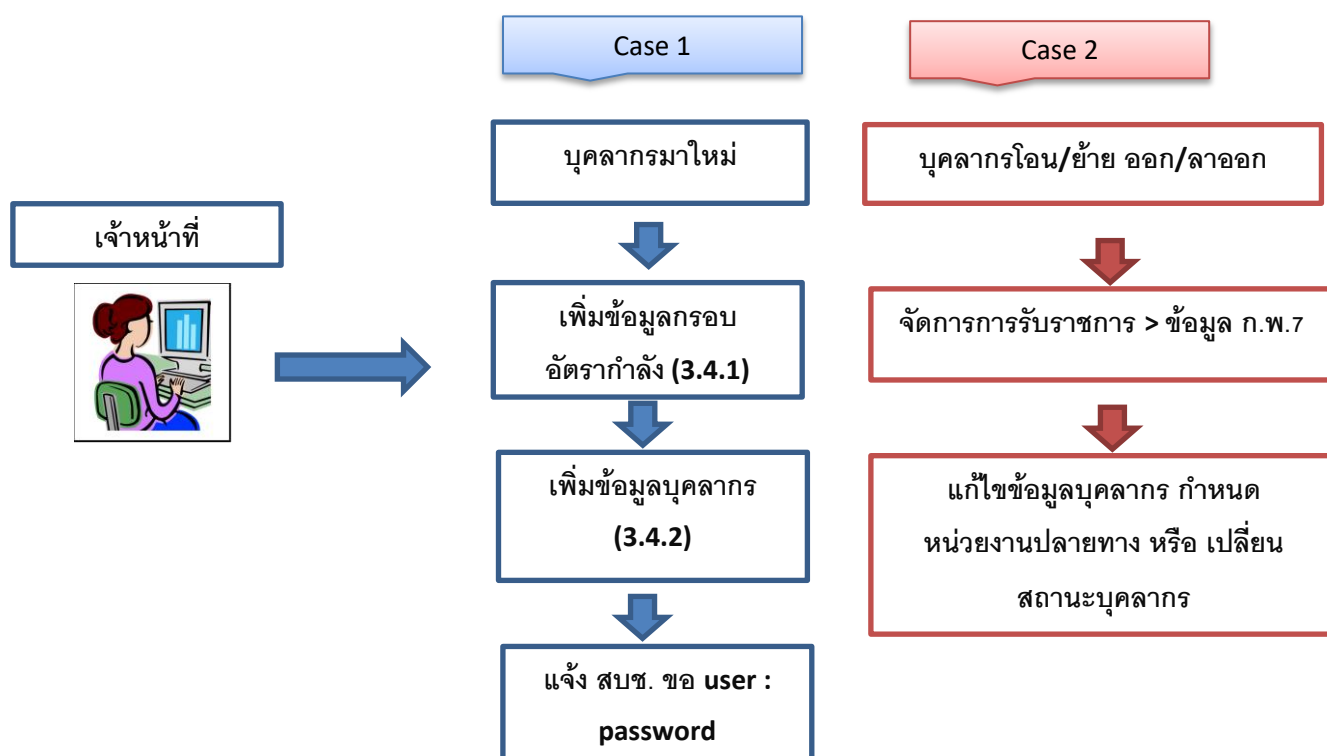 Case 1
Case 2
บุคลากรมาใหม่
บุคลากรโอน/ย้าย ออก/ลาออก
เจ้าหน้าที่
เพิ่มข้อมูลกรอบ
อัตรากำลัง (3.4.1)
จัดการการรับราชการ > ข้อมูล ก.พ.7
เพิ่มข้อมูลบุคลากร
(3.4.2)
แก้ไขข้อมูลบุคลากร กำหนด
หน่วยงานปลายทาง หรือ เปลี่ยน
สถานะบุคลากร
แจ้ง สบช. ขอ user :
password